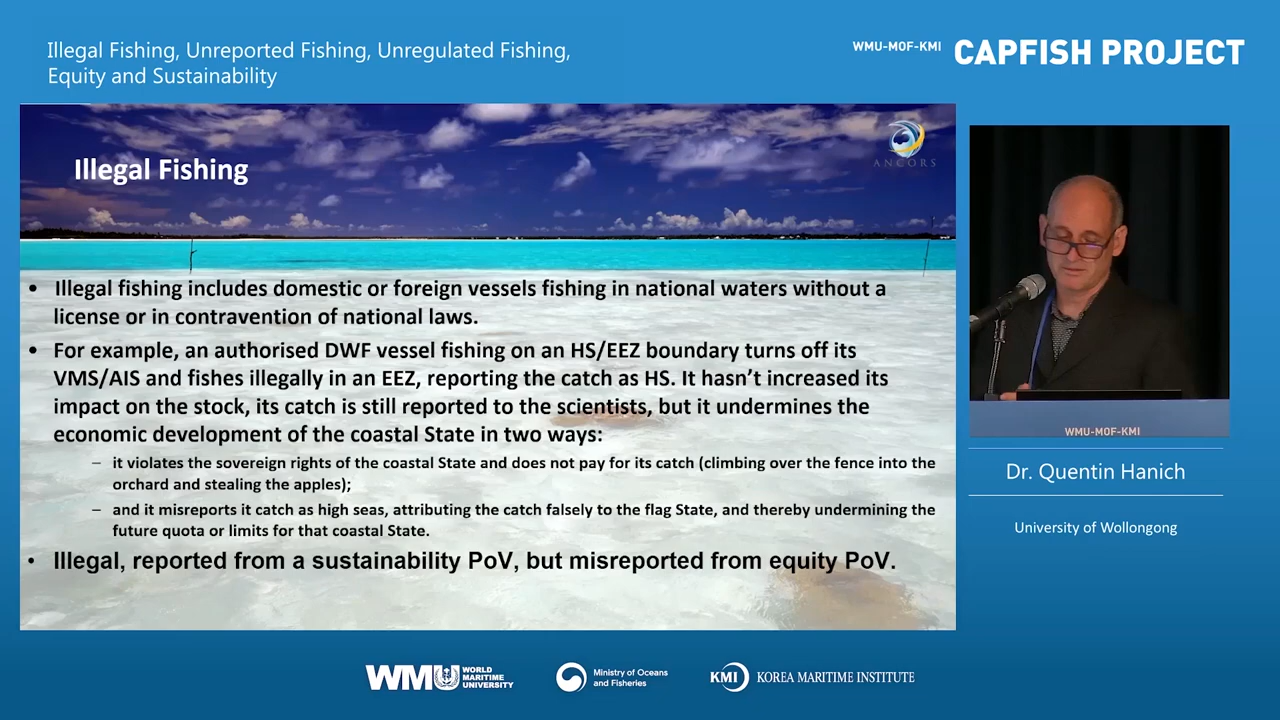 Illegal Fishing, Unreported Fishing, Unregulated Fishing,
Equity and Sustainability
WMU-MOF-KMI CAPFISH PROJECT
ANCORS
Illegal Fishing
• Illegal fishing includes domestic or foreign vessels fishing in national waters without a
license or in contravention of national laws.
• For example, an authorised DWF vessel fishing on an HS/EEZ boundary turns off its
VMS/AIS and fishes illegally in an EEZ, reporting the catch as HS. It hasn’t increased its
impact on the stock, its catch is still reported to the scientists, but it undermines the
economic development of the coastal State in two ways:
– it violates the sovereign rights of the coastal State and does not pay for its catch (climbing over the fence into the
orchard and stealing the apples);
– and it misreports it catch as high seas, attributing the catch falsely to the flag State, and thereby undermining the
future quota or limits for that coastal State.
• Illegal, reported from a sustainability PoV, but misreported from equity PoV.
WMU-MOF-KMI
Dr. Quentin Hanich
University of Wollongong
WMU WORLD
MARITIME
UNIVERSITY
Ministry of Oceans
and Fisheries
KMI KOREA MARITIME INSTITUTE